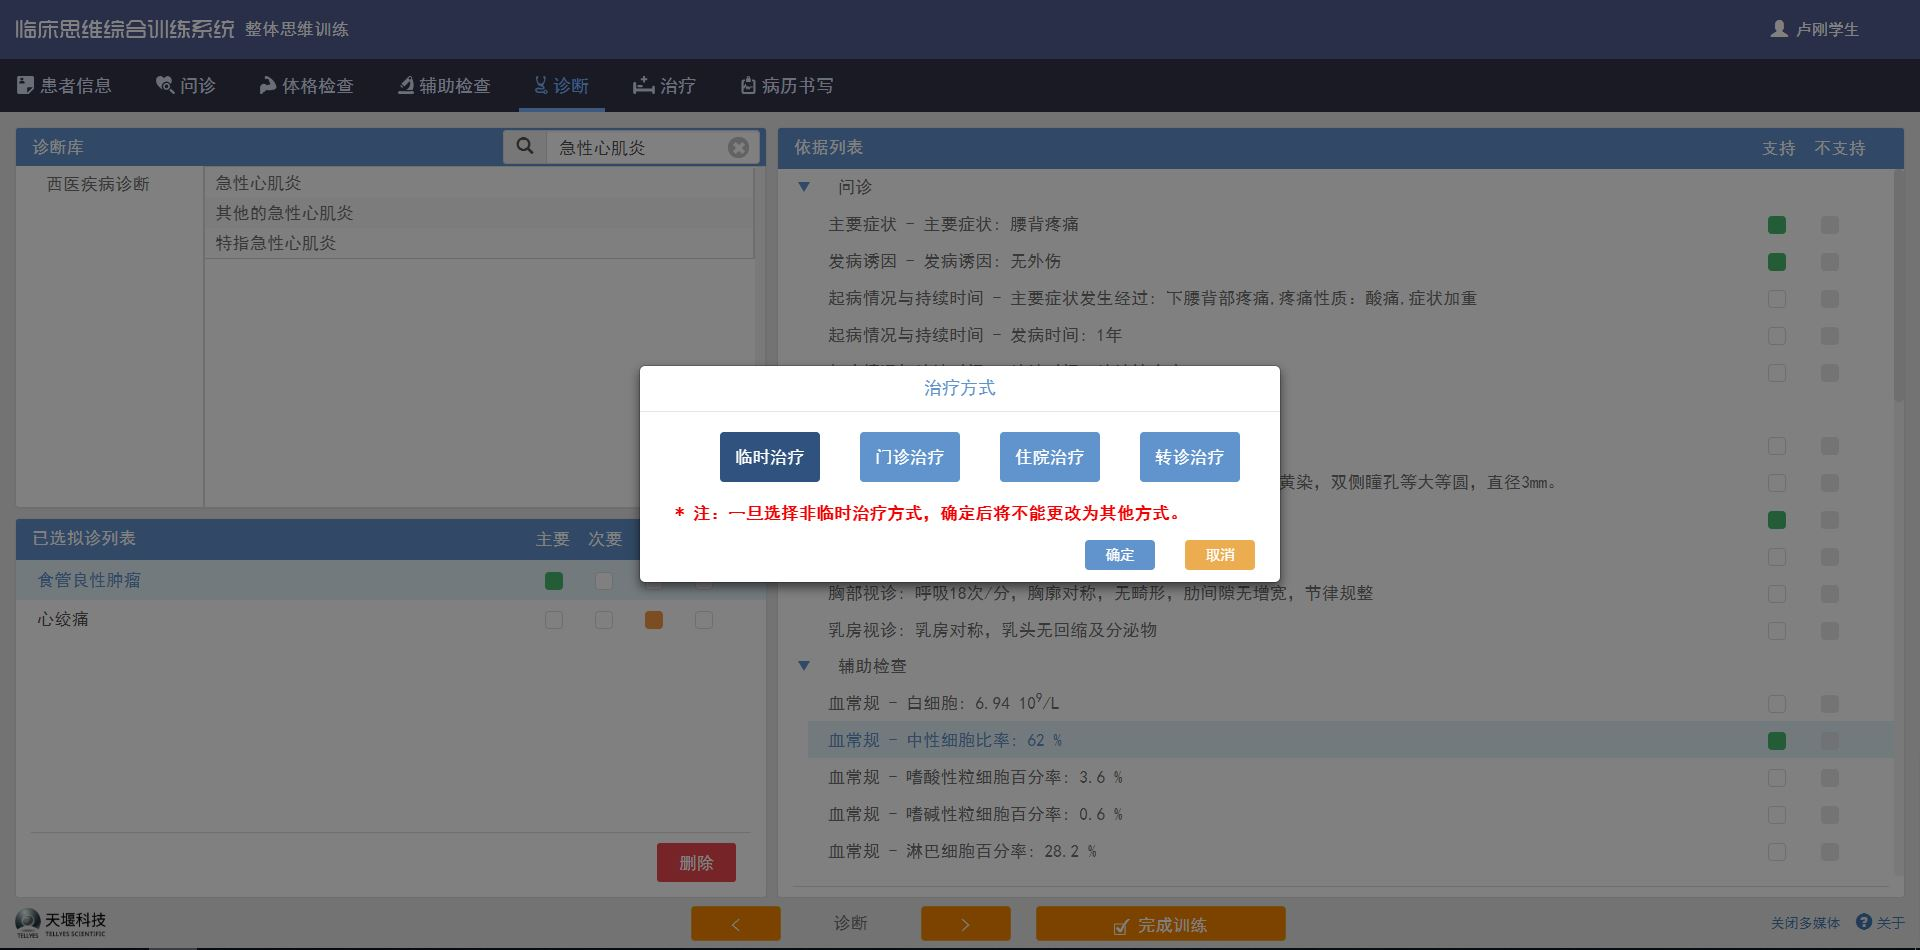 临床思维综合训练系统 整体思维训练 卢刚学生
患者信息 问诊 体格检查 辅助检查 诊断 治疗 病历书写
诊断库 急性心肌炎
西医疾病诊断
急性心肌炎
其他的急性心肌炎
特指急性心肌炎
已选拟诊列表 主要 次要
食管良性肿瘤
心绞痛
删除
依据列表 支持 不支持
问诊
主要症状 - 主要症状: 腰背疼痛
发病诱因 - 发病诱因: 无外伤
起病情况与持续时间 - 主要症状发生经过: 下腰背部疼痛,疼痛性质: 酸痛,症状加重
起病情况与持续时间 - 发病时间: 1年
黄染, 双侧瞳孔等大等圆, 直径3mm。
胸部视诊: 呼吸18次/分, 胸廓对称, 无畸形, 肋间隙无增宽, 节律规整
乳房视诊: 乳房对称, 乳头无回缩及分泌物
辅助检查
血常规 - 白细胞: 6.94 10⁹/L
血常规 - 中性细胞比率: 62 %
血常规 - 嗜酸性粒细胞百分率: 3.6 %
血常规 - 嗜碱性粒细胞百分率: 0.6 %
血常规 - 淋巴细胞百分率: 28.2 %
治疗方式
临时治疗 门诊治疗 住院治疗 转诊治疗
* 注: 一旦选择非临时治疗方式, 确定后将不能更改为其他方式。
确定 取消
天堰科技
TELLYES SCIENTIFIC
TELLYES
< 诊断 > 完成训练
关闭多媒体 ? 关于